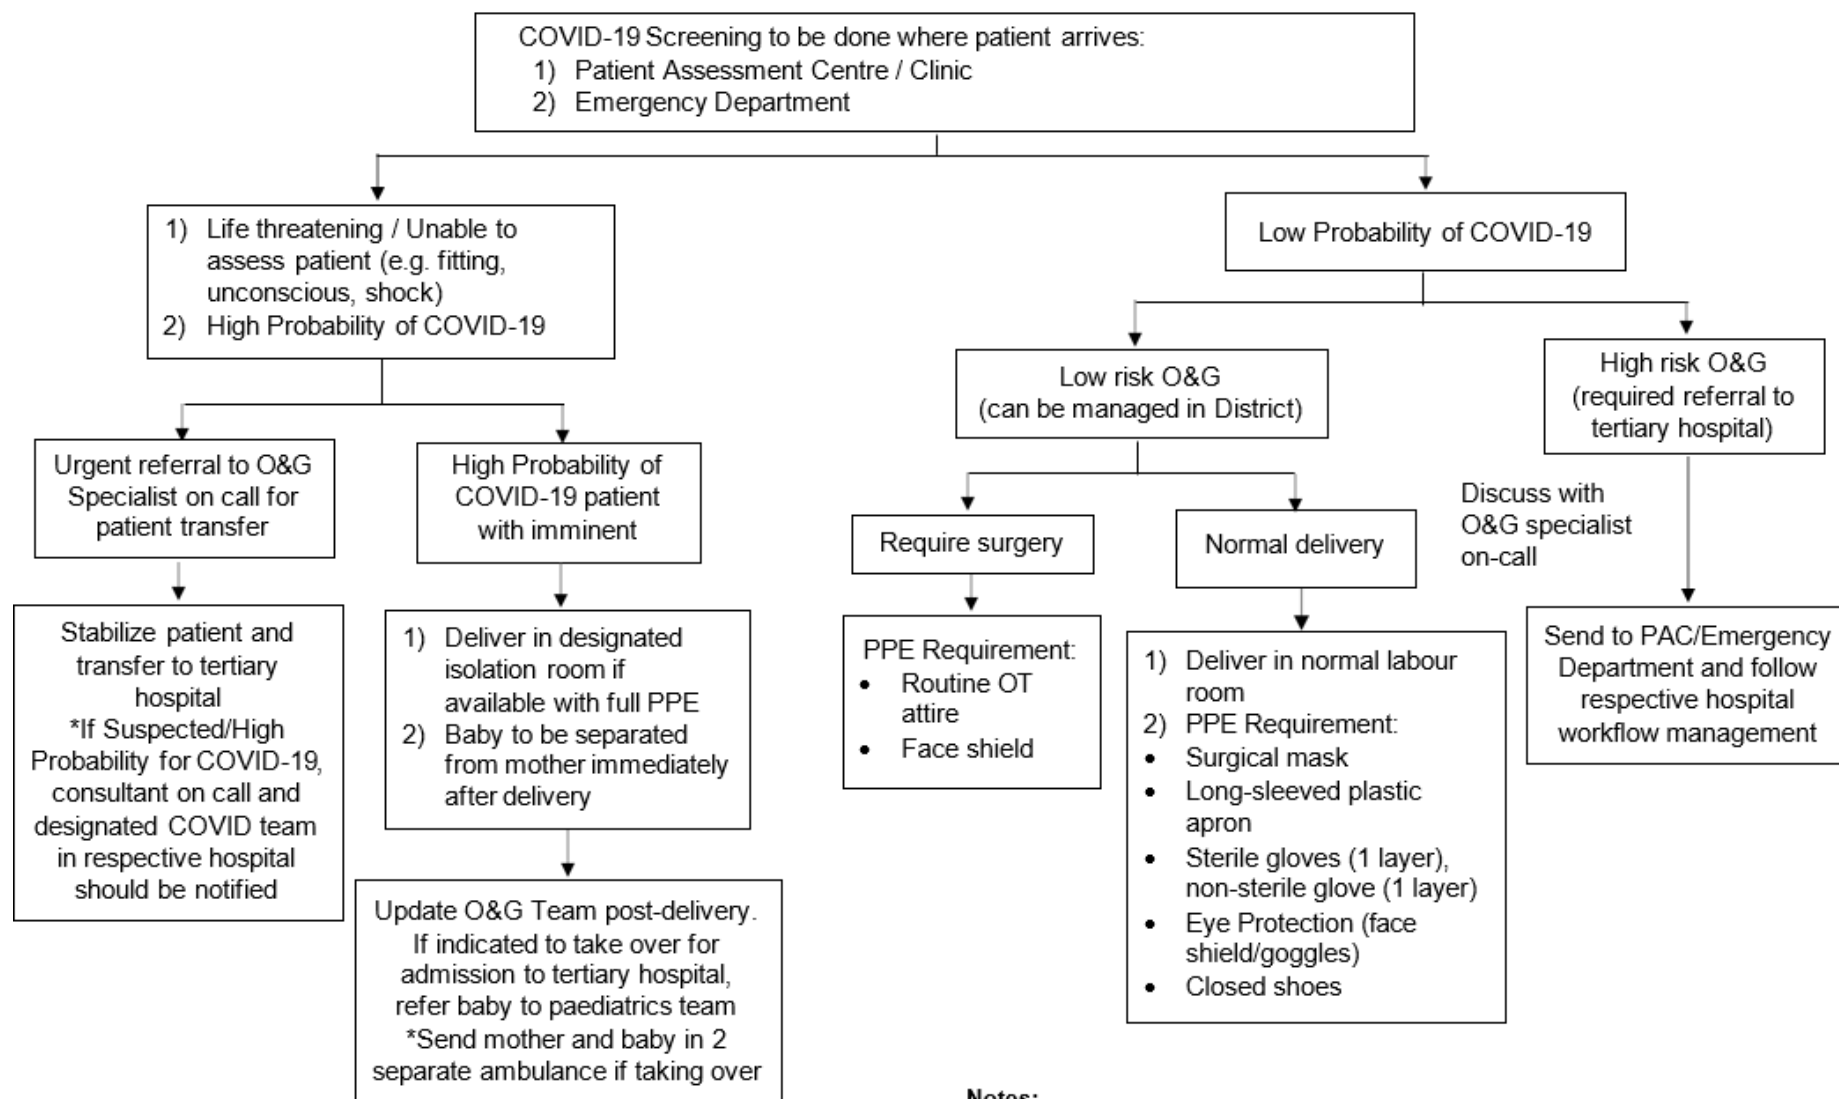 COVID-19 Screening to be done where patient arrives:
1) Patient Assessment Centre / Clinic
2) Emergency Department
1) Life threatening / Unable to
assess patient (e.g. fitting,
unconscious, shock)
2) High Probability of COVID-19
Low Probability of COVID-19
Urgent referral to O&G
Specialist on call for
patient transfer
High Probability of
COVID-19 patient
with imminent
Low risk O&G
(can be managed in District)
High risk O&G
(required referral to
tertiary hospital)
Stabilize patient and
transfer to tertiary
hospital
*If Suspected/High
Probability for COVID-19,
consultant on call and
designated COVID team
in respective hospital
should be notified
1) Deliver in designated
isolation room if
available with full PPE
2) Baby to be separated
from mother immediately
after delivery
Update O&G Team post-delivery.
If indicated to take over for
admission to tertiary hospital,
refer baby to paediatrics team
*Send mother and baby in 2
separate ambulance if taking over
Require surgery
Normal delivery
Discuss with
O&G specialist
on-call
PPE Requirement:
• Routine OT
attire
• Face shield
1) Deliver in normal labour
room
2) PPE Requirement:
• Surgical mask
• Long-sleeved plastic
apron
• Sterile gloves (1 layer),
non-sterile glove (1 layer)
• Eye Protection (face
shield/goggles)
• Closed shoes
Send to PAC/Emergency
Department and follow
respective hospital
workflow management
Notes: